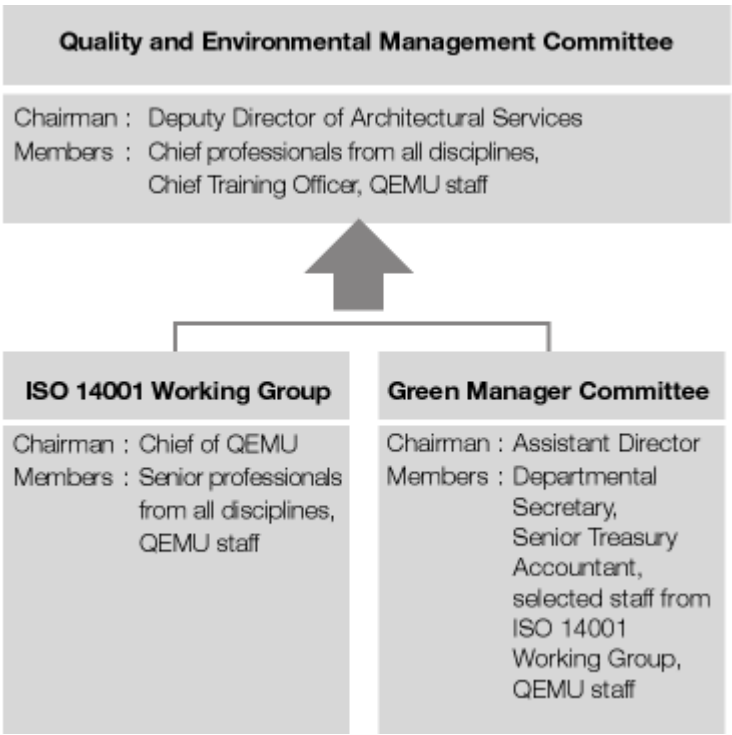 Quality and Environmental Management Committee
Chairman : Deputy Director of Architectural Services
Members : Chief professionals from all disciplines,
Chief Training Officer, QEMU staff
ISO 14001 Working Group
Chairman : Chief of QEMU
Members : Senior professionals
from all disciplines,
QEMU staff
Green Manager Committee
Chairman : Assistant Director
Members : Departmental
Secretary,
Senior Treasury
Accountant,
selected staff from
ISO 14001
Working Group,
QEMU staff